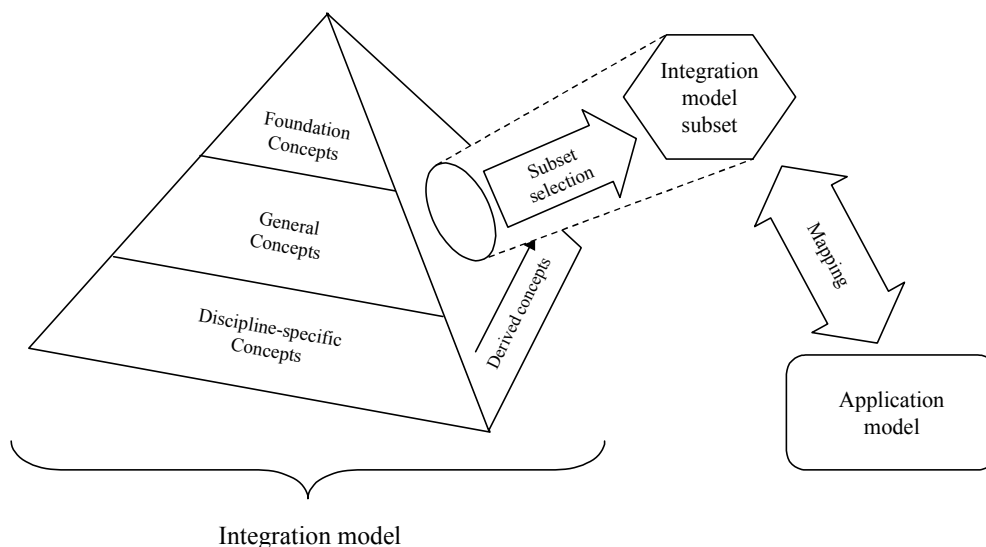 Foundation
Concepts
General
Concepts
Discipline-specific
Concepts
Derived concepts
Subset
selection
Integration
model
subset
Mapping
Application
model
Integration model